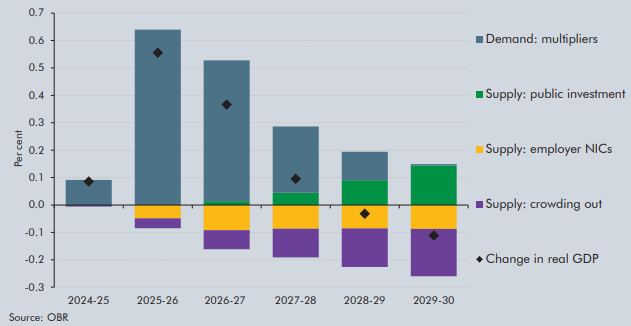 0.7
0.6
0.5
0.4
0.3
0.2
0.1
0.0
-0.1
-0.2
-0.3
Per cent
2024-25 2025-26 2026-27 2027-28 2028-29 2029-30
Demand: multipliers
Supply: public investment
Supply: employer NICs
Supply: crowding out
Change in real GDP
Source: OBR